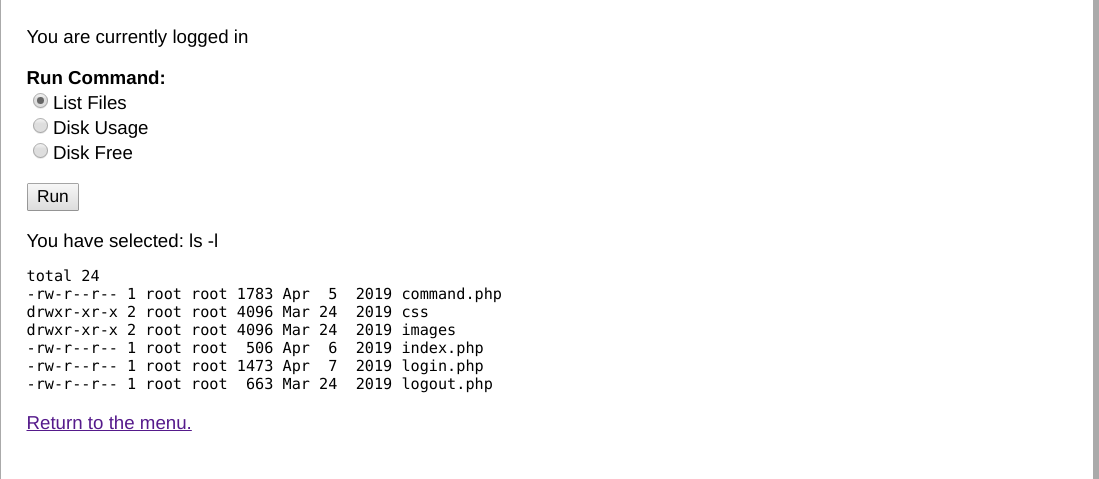 You are currently logged in
Run Command:
List Files
Disk Usage
Disk Free
Run
You have selected: ls -l
total 24
-rw-r--r-- 1 root root 1783 Apr  5  2019 command.php
drwxr-xr-x 2 root root 4096 Mar 24  2019 css
drwxr-xr-x 2 root root 4096 Mar 24  2019 images
-rw-r--r-- 1 root root  506 Apr  6  2019 index.php
-rw-r--r-- 1 root root 1473 Apr  7  2019 login.php
-rw-r--r-- 1 root root  663 Mar 24  2019 logout.php
Return to the menu.